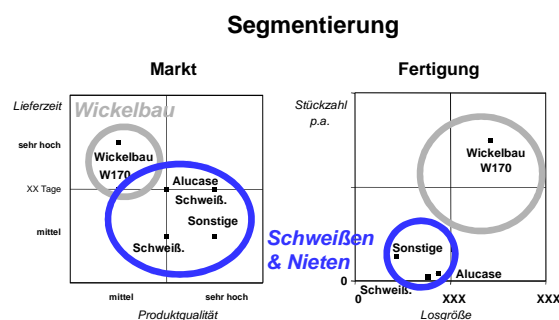 Segmentierung
Markt
Fertigung
Lieferzeit
Wickelbau
sehr hoch
Wickelbau
W170
XX Tage
Alucase
Schweiß.
Sonstige
mittel
Schweiß.
mittel
sehr hoch
Produktqualität
Schweißen
& Nieten
Stückzahl
p.a.
Wickelbau
W170
Sonstige
Alucase
Schweiß.
0
0
XXX
XXX
Losgröße